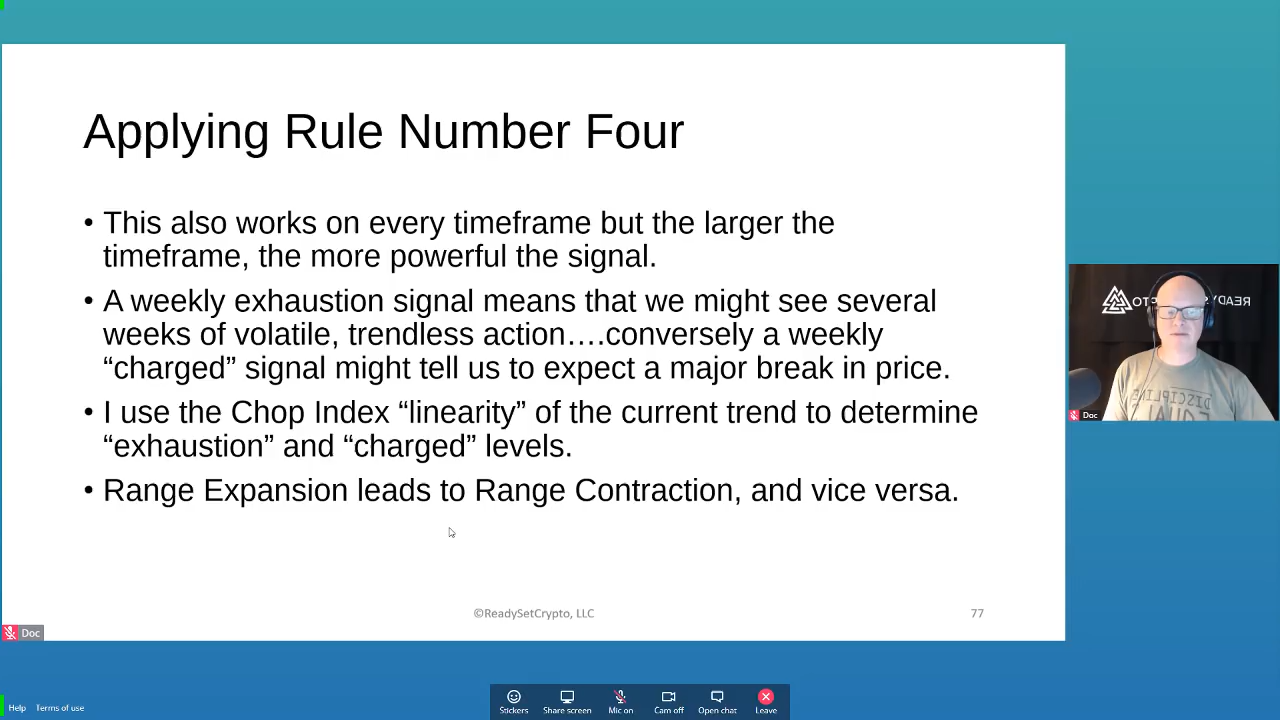 Applying Rule Number Four
• This also works on every timeframe but the larger the
timeframe, the more powerful the signal.
• A weekly exhaustion signal means that we might see several
weeks of volatile, trendless action….conversely a weekly
“charged” signal might tell us to expect a major break in price.
• I use the Chop Index “linearity” of the current trend to determine
“exhaustion” and “charged” levels.
• Range Expansion leads to Range Contraction, and vice versa.
©ReadySetCrypto, LLC
77
Doc
READY
PTO
Doc
DISCIPLINE
EQUAL
Help
Terms of use
Stickers
Share screen
Mic on
Cam off
Open chat
Leave